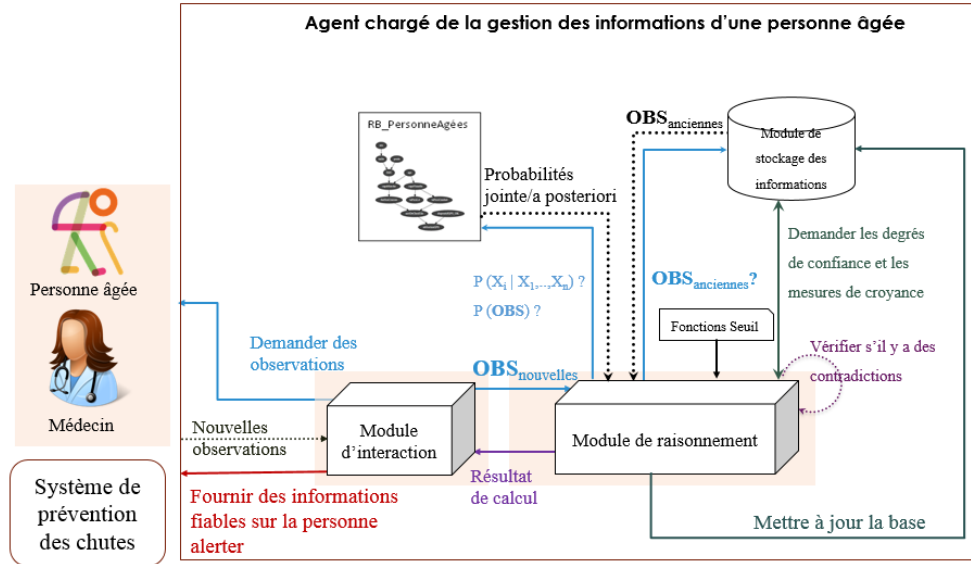 Agent chargé de la gestion des informations d'une personne âgée
RB_PersonneAgées
OBSanciennes
Module de
stockage des
informations
Probabilités
jointe/a posteriori
Personne âgée
Médecin
Demander les degrés
de confiance et les
mesures de croyance
P (Xi | X1,..,Xn) ?
P (OBS) ?
OBSanciennes?
Fonctions Seuil
Demander des
observations
OBSnouvelles
Vérifier s'il y a des
contradictions
Nouvelles
observations
Module
d'interaction
Module de raisonnement
Résultat
de calcul
Système de
prévention
des chutes
Fournir des informations
fiables sur la personne
alerter
Mettre à jour la base